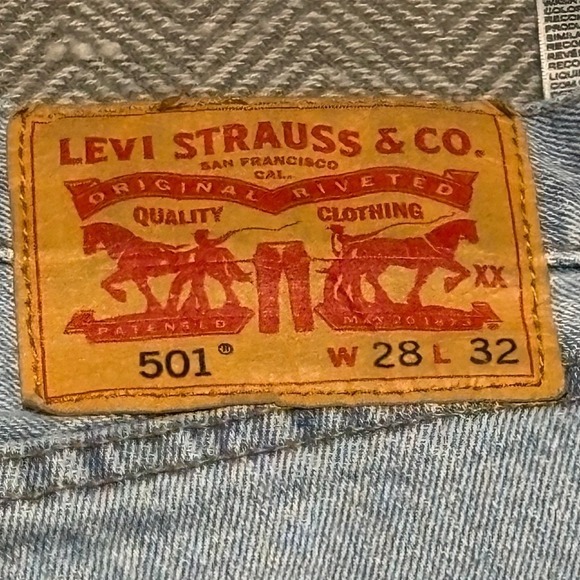 LEVI STRAUSS & CO.
SAN FRANCISCO
CAL.
ORIGINAL RIVETED
QUALITY CLOTHING
XX
PATENTED MAY 20 1873
501® W 28 L 32